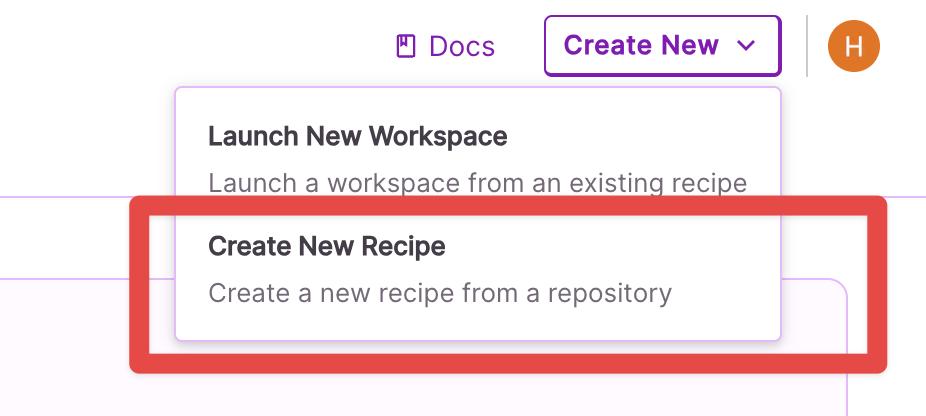 Docs
Create New
H
Launch New Workspace
Launch a workspace from an existing recipe
Create New Recipe
Create a new recipe from a repository